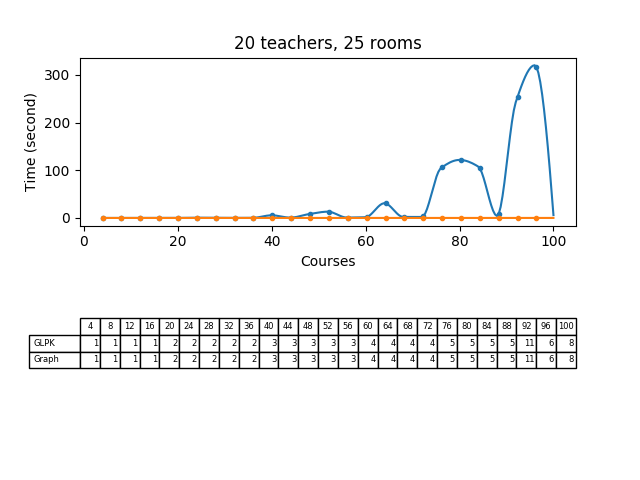 20 teachers, 25 rooms
300
200
100
0
Time (second)
0 20 40 60 80 100
Courses
4 8 12 16 20 24 28 32 36 40 44 48 52 56 60 64 68 72 76 80 84 88 92 96 100
GLPK 1 1 1 1 2 2 2 2 2 3 3 3 3 3 4 4 4 4 5 5 5 5 11 6 8
Graph 1 1 1 1 2 2 2 2 2 3 3 3 3 3 4 4 4 4 5 5 5 5 11 6 8